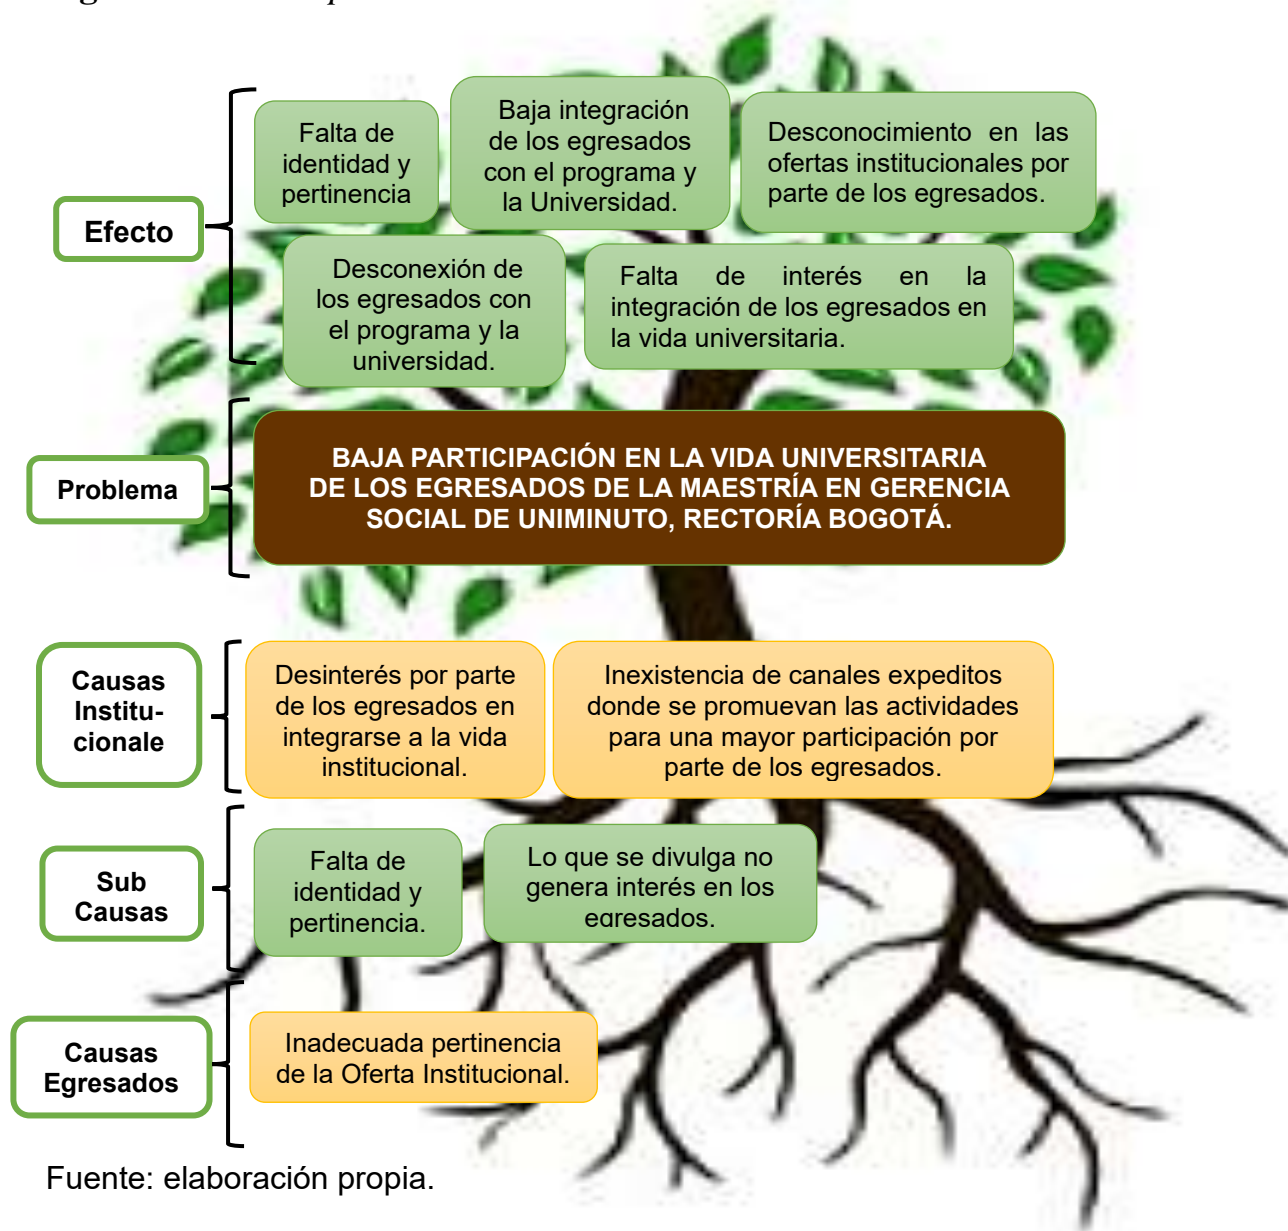 Efecto
Falta de
identidad y
pertinencia
Baja integración
de los egresados
con el programa y
la Universidad.
Desconocimiento en las
ofertas institucionales por
parte de los egresados.
Desconexión de
los egresados con
el programa y la
universidad.
Falta de interés en la
integración de los egresados en
la vida universitaria.
Problema
BAJA PARTICIPACIÓN EN LA VIDA UNIVERSITARIA
DE LOS EGRESADOS DE LA MAESTRÍA EN GERENCIA
SOCIAL DE UNIMINUTO, RECTORÍA BOGOTÁ.
Causas
Institu-
cionale
Desinterés por parte
de los egresados en
integrarse a la vida
institucional.
Inexistencia de canales expeditos
donde se promuevan las actividades
para una mayor participación por
parte de los egresados.
Sub
Causas
Falta de
identidad y
pertinencia.
Lo que se divulga no
genera interés en los
egresados.
Causas
Egresados
Inadecuada pertinencia
de la Oferta Institucional.
Fuente: elaboración propia.